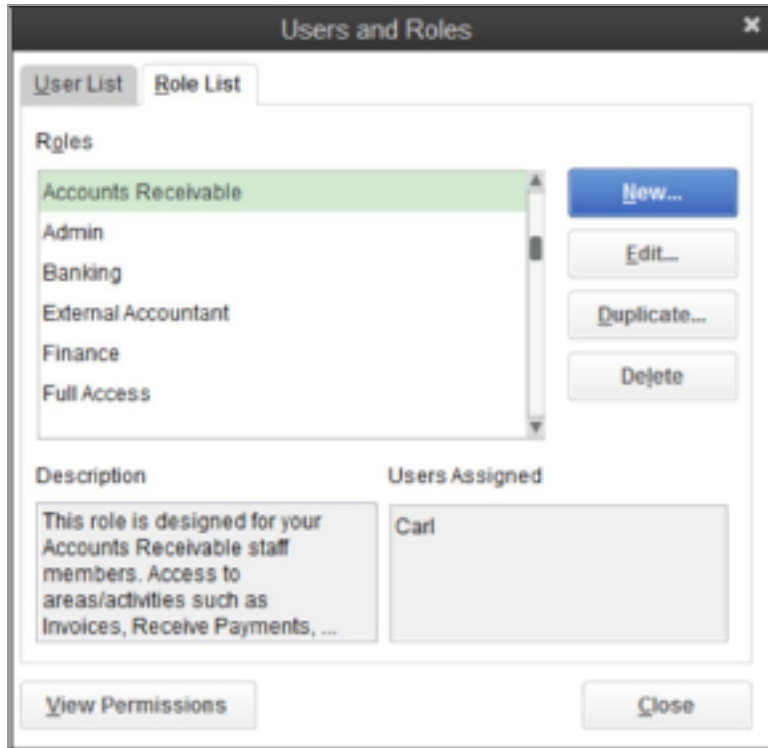 Users and Roles
User List Role List
Roles
Accounts Receivable
Admin
Banking
External Accountant
Finance
Full Access
New...
Edit...
Duplicate...
Delete
Description
This role is designed for your
Accounts Receivable staff
members. Access to
areas/activities such as
Invoices, Receive Payments, ...
Users Assigned
Carl
View Permissions
Close